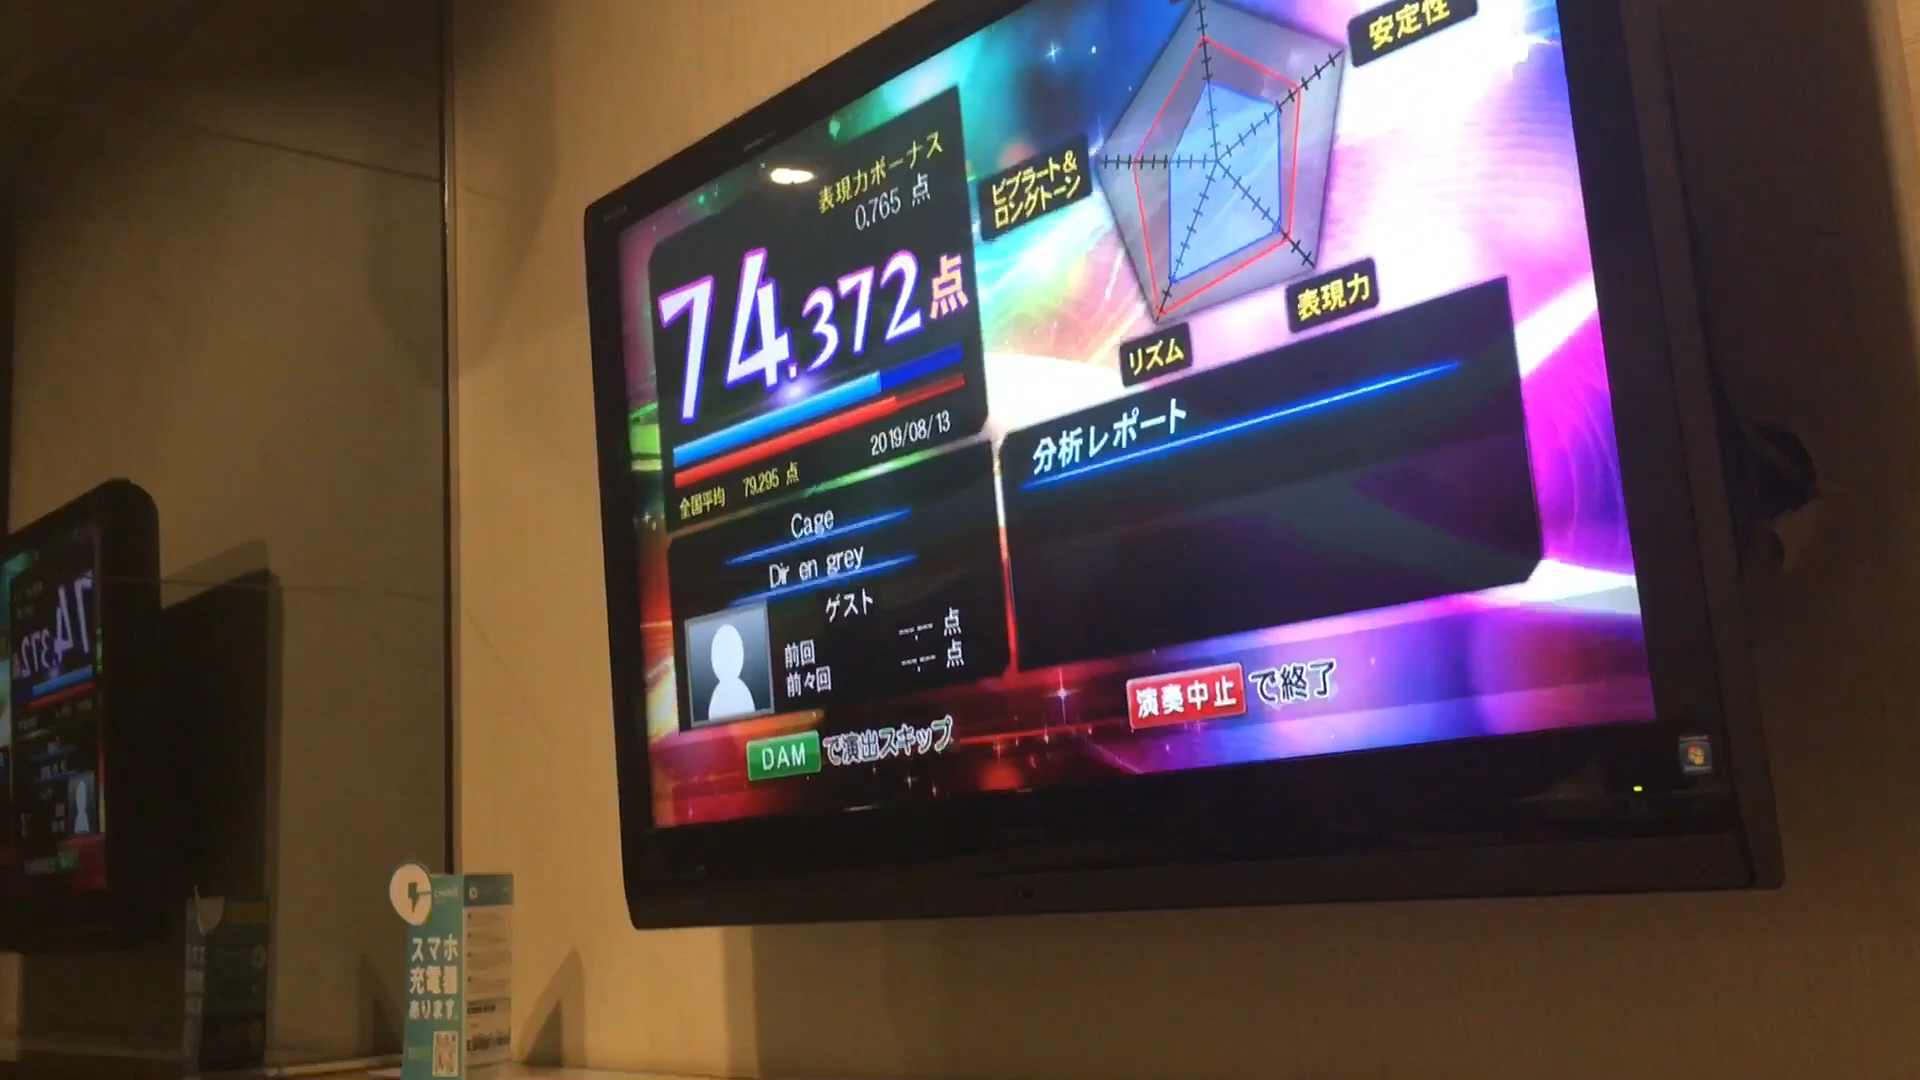 表現力ボーナス
0.765 点
74.372点
2019/08/13
全国平均 79.295 点
Cage
Dir en grey
ゲスト
前回 --.--- 点
前々回 --.--- 点
DAM で演出スキップ
安定性
ビブラート&
ロングトーン
表現力
リズム
分析レポート
演奏中止 で終了
スマホ
充電器
あります。